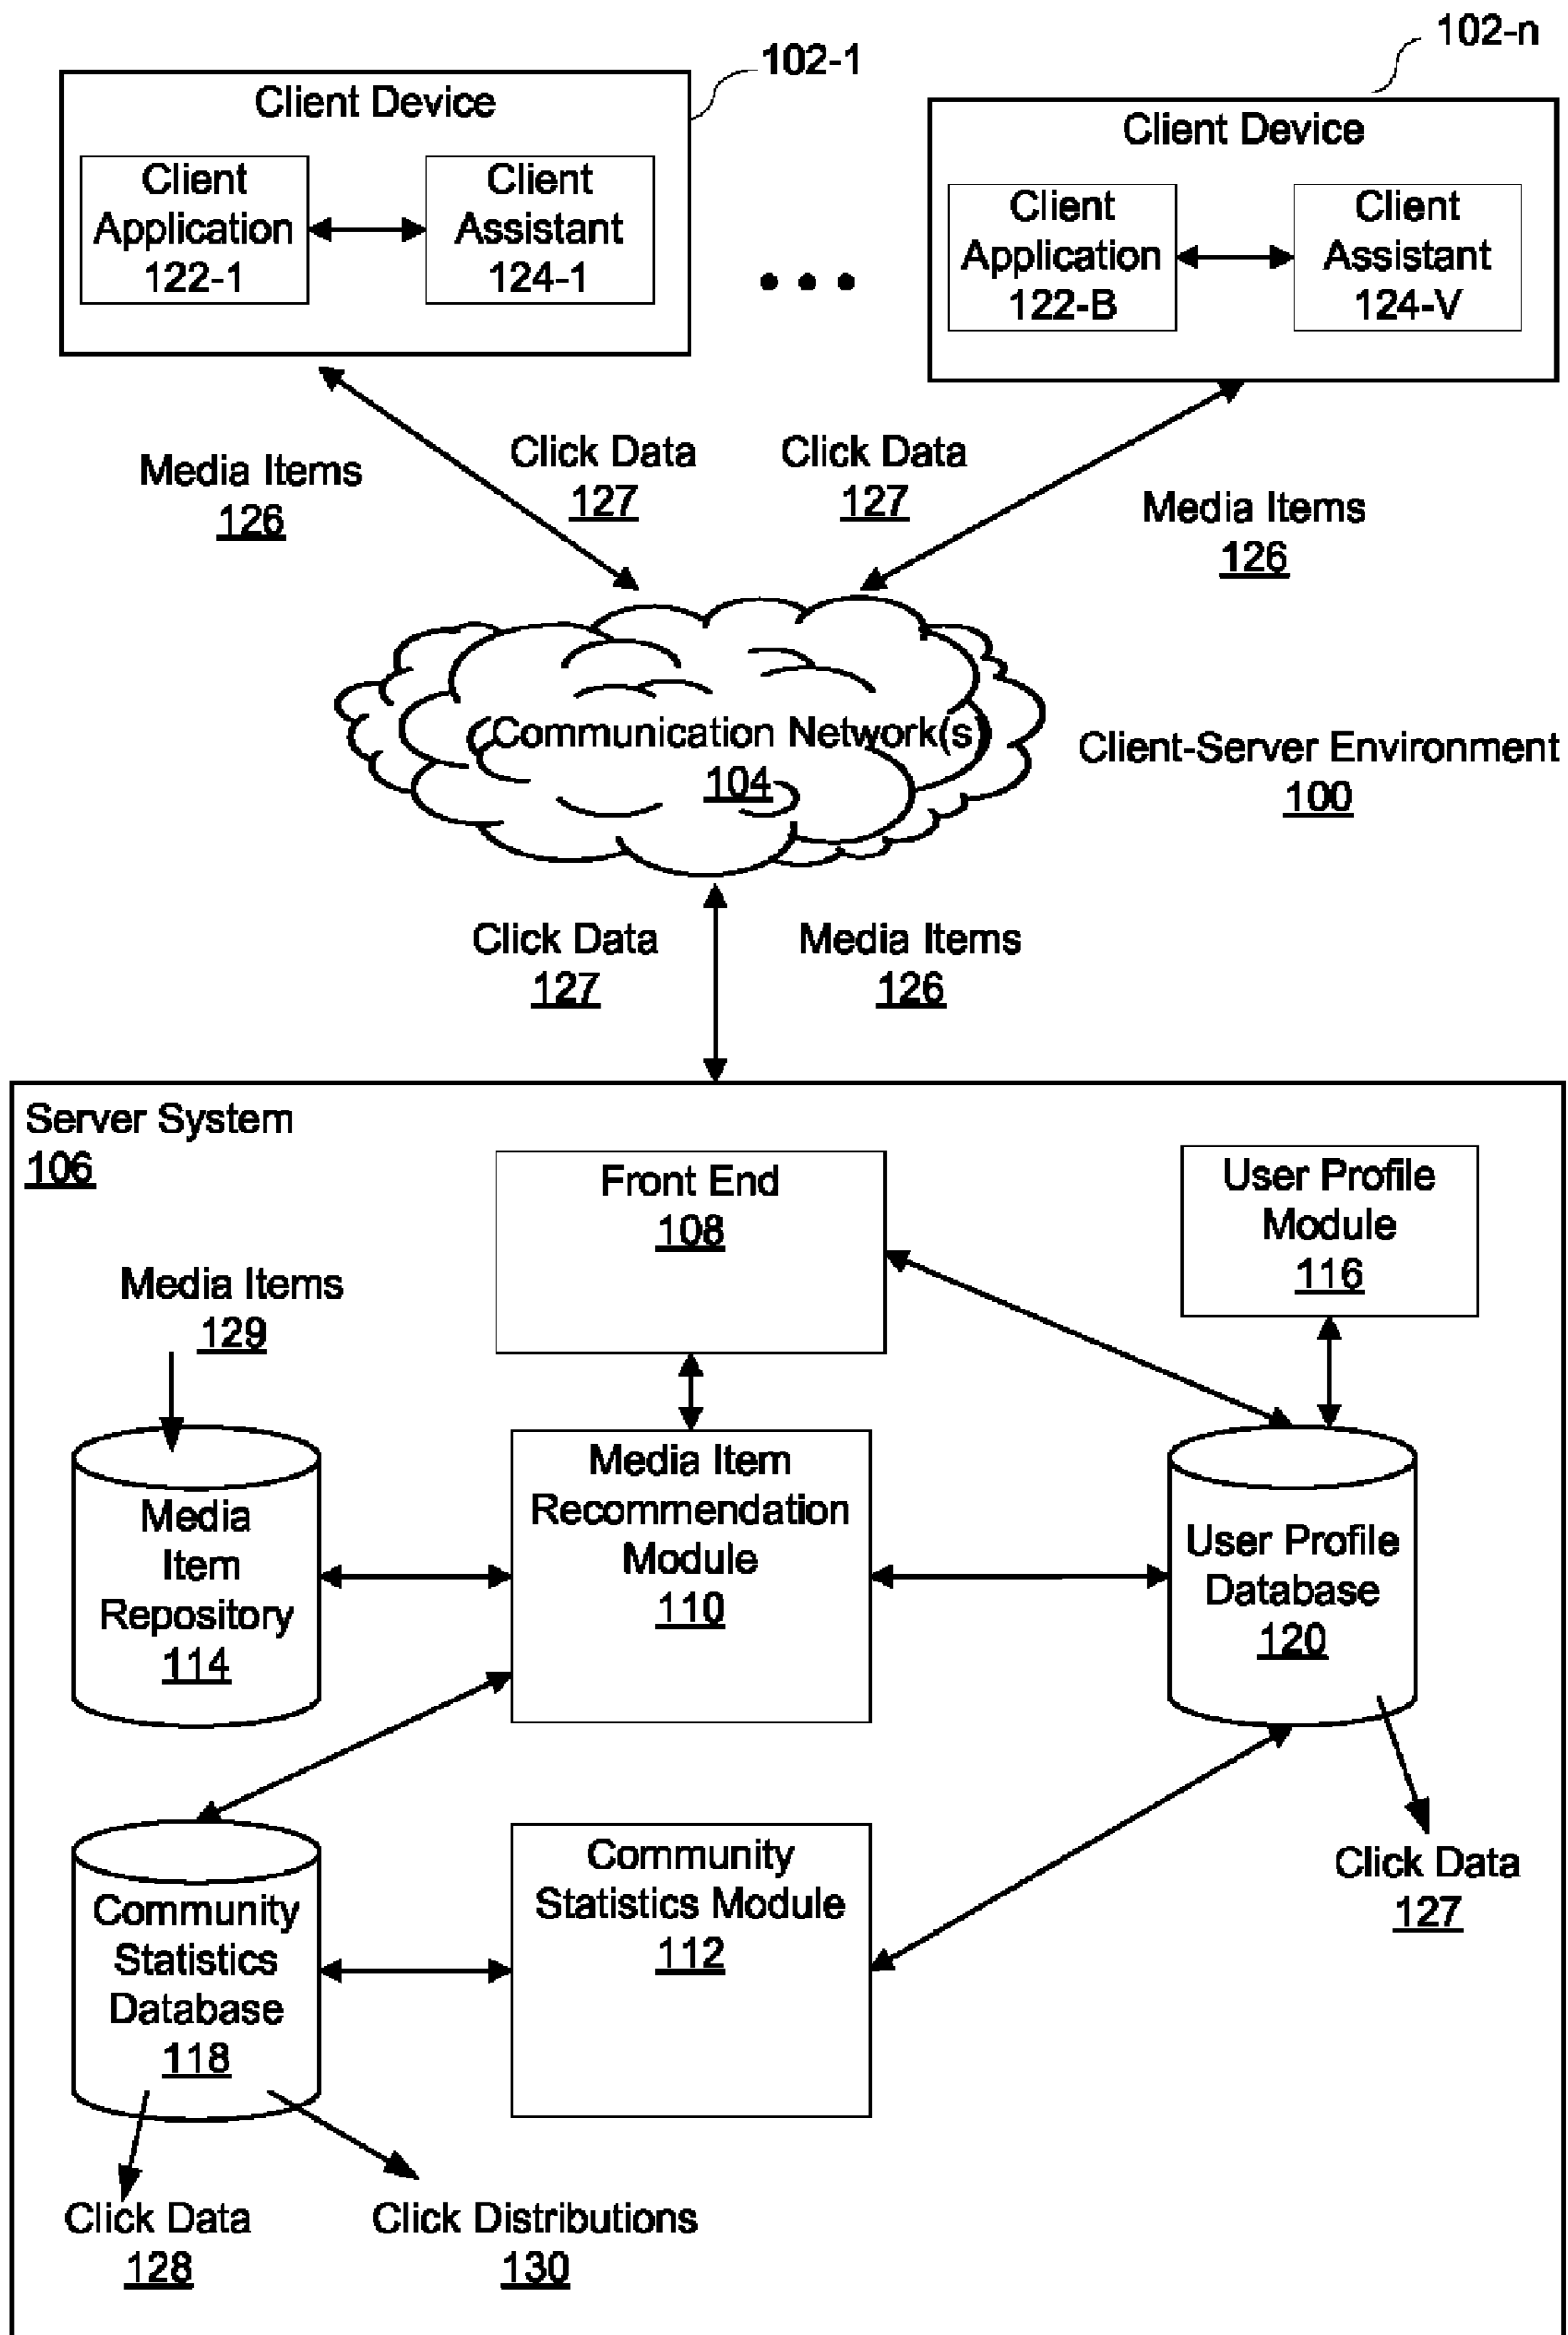 102-1
102-n
Client Device
Client
Application
122-1
Client
Assistant
124-1
Client Device
Client
Application
122-B
Client
Assistant
124-V
Media Items
126
Click Data
127
Click Data
127
Media Items
126
Communication Network(s)
104
Client-Server Environment
100
Click Data
127
Media Items
126
Server System
106
Front End
108
User Profile
Module
116
Media Items
129
Media
Item
Repository
114
Media Item
Recommendation
Module
110
User Profile
Database
120
Community
Statistics
Database
118
Community
Statistics Module
112
Click Data
127
Click Data
128
Click Distributions
130